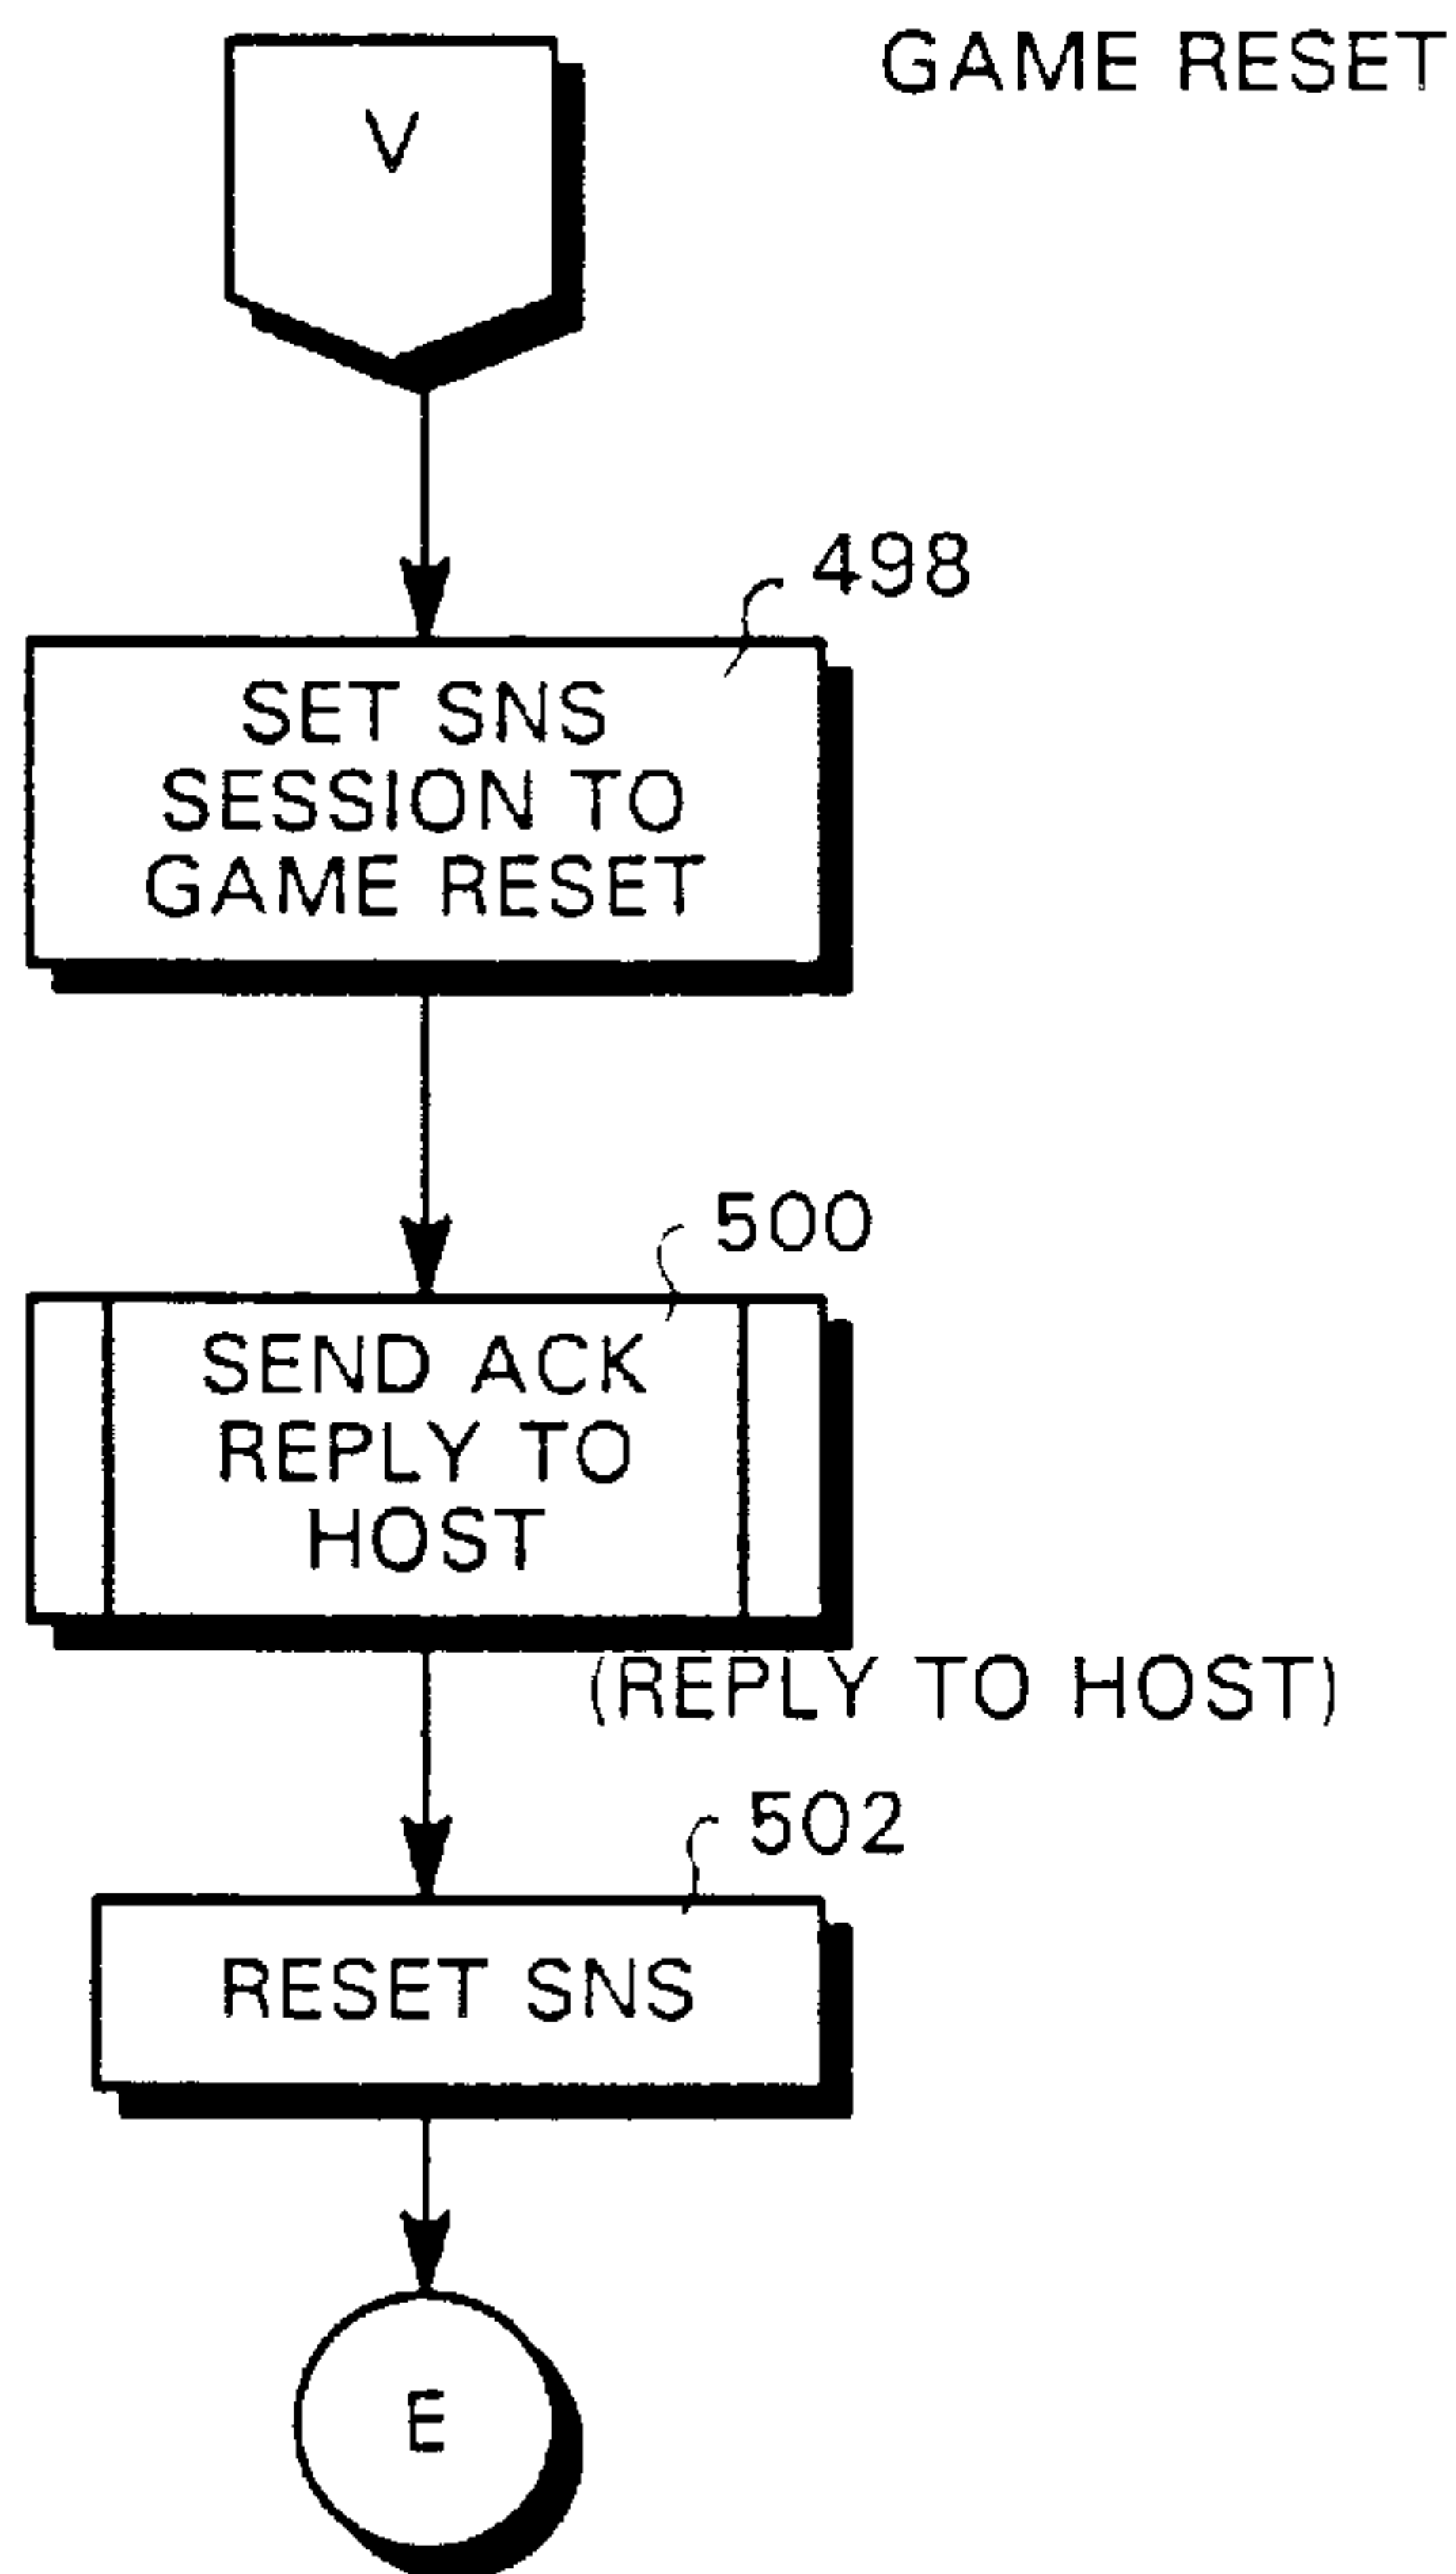 GAME RESET
V
498
SET SNS
SESSION TO
GAME RESET
500
SEND ACK
REPLY TO
HOST
(REPLY TO HOST)
502
RESET SNS
E